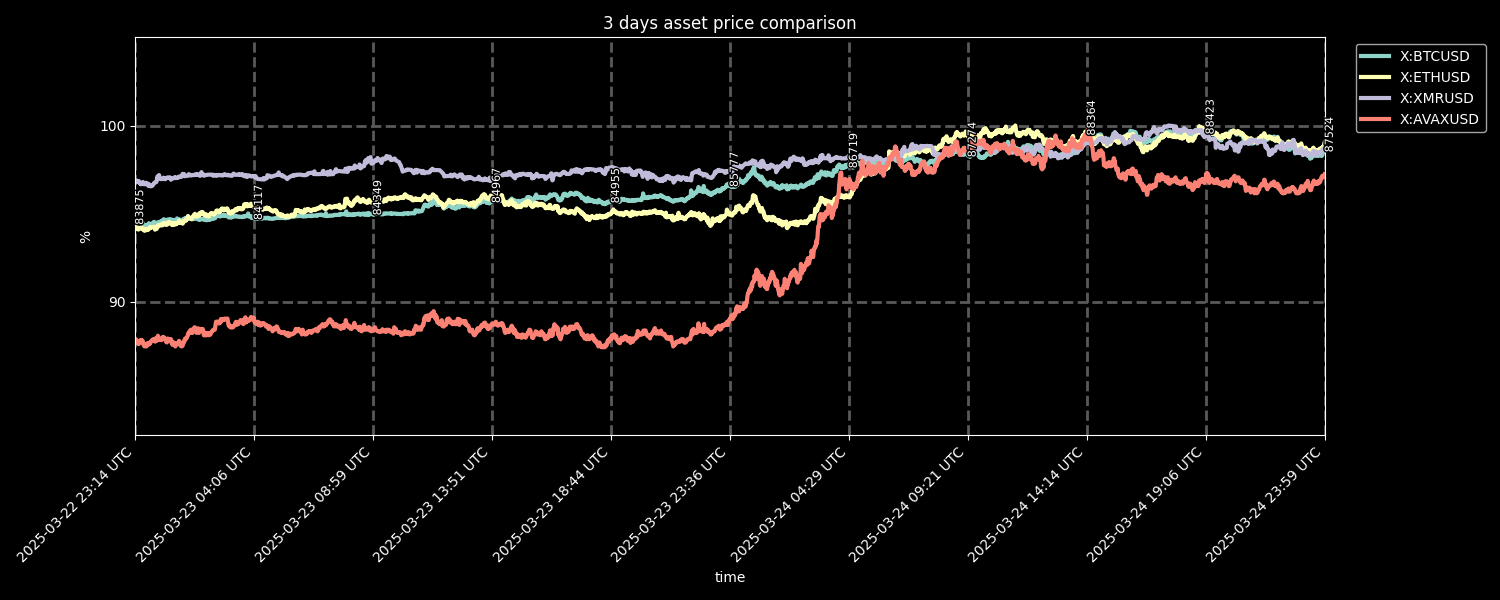 3 days asset price comparison
X:BTCUSD
X:ETHUSD
X:XMRUSD
X:AVAXUSD
100
90
%
83875
84117
84349
84967
84955
85777
86719
87274
88364
88423
87524
2025-03-22 23:14 UTC
2025-03-23 04:06 UTC
2025-03-23 08:59 UTC
2025-03-23 13:51 UTC
2025-03-23 18:44 UTC
2025-03-23 23:36 UTC
2025-03-24 04:29 UTC
2025-03-24 09:21 UTC
2025-03-24 14:14 UTC
2025-03-24 19:06 UTC
2025-03-24 23:59 UTC
time